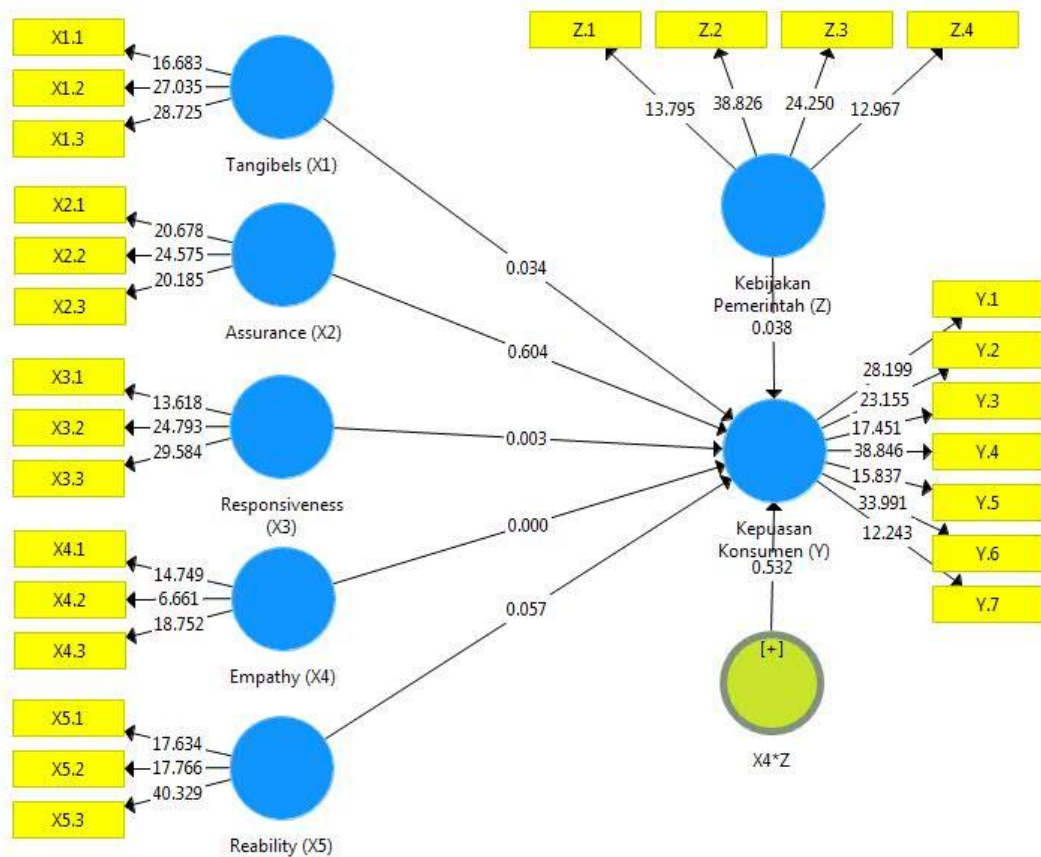 X1.1
16.683
X1.2
27.035
28.725
X1.3
Tangibels (X1)
X2.1
20.678
X2.2
24.575
20.185
X2.3
Assurance (X2)
X3.1
13.618
X3.2
24.793
29.584
X3.3
Responsiveness
(X3)
X4.1
14.749
X4.2
6.661
18.752
X4.3
Empathy (X4)
X5.1
17.634
X5.2
17.766
40.329
X5.3
Reability (X5)
0.034
0.604
0.003
0.000
0.057
Z.1
Z.2
Z.3
Z.4
13.795
38.826
24.250
12.967
Kebijakan
Pemerintah (Z)
0.038
Y.1
Y.2
Y.3
Y.4
Y.5
Y.6
Y.7
28.199
23.155
17.451
38.846
15.837
33.991
12.243
Kepuasan
Konsumen (Y)
0.532
[+]
X4*Z